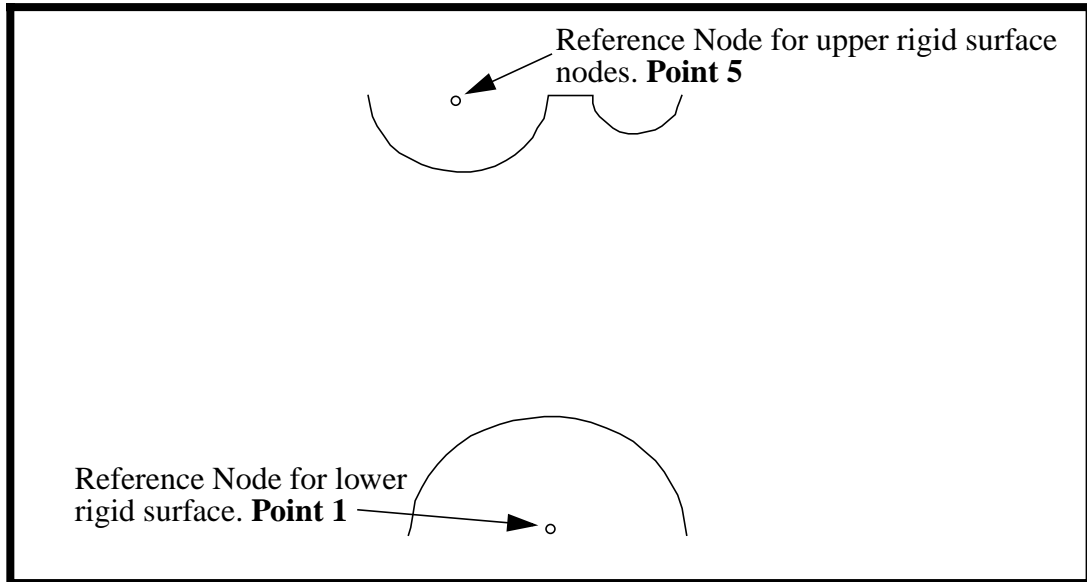 Reference Node for upper rigid surface
nodes. Point 5
Reference Node for lower
rigid surface. Point 1